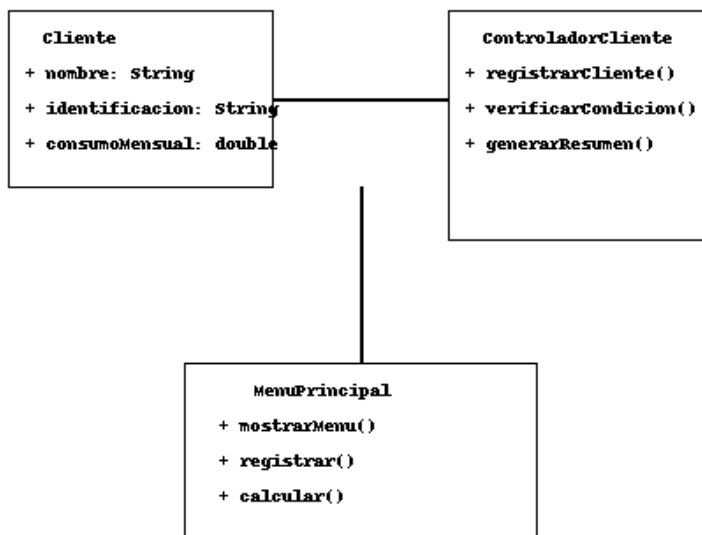 Cliente
+ nombre: String
+ identificacion: String
+ consumoMensual: double
ControladorCliente
+ registrarCliente()
+ verificarCondicion()
+ generarResumen()
MenuPrincipal
+ mostrarMenu()
+ registrar()
+ calcular()